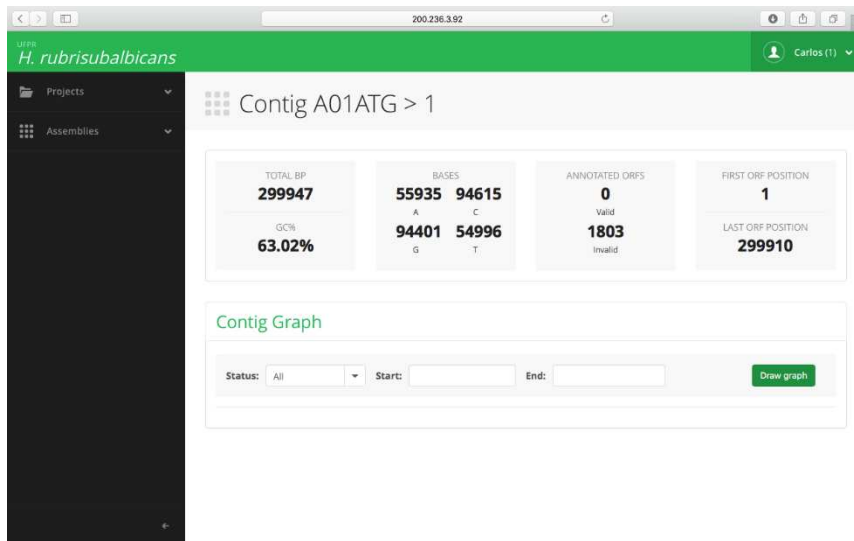 200.236.3.92
UFPR
H. rubrisubalbicans
Carlos (1)
Projects
Assemblies
Contig A01ATG > 1
TOTAL BP
299947
GC%
63.02%
BASES
55935 94615
A C
94401 54996
G T
ANNOTATED ORFS
0
Valid
1803
Invalid
FIRST ORF POSITION
1
LAST ORF POSITION
299910
Contig Graph
Status: All Start: End: Draw graph